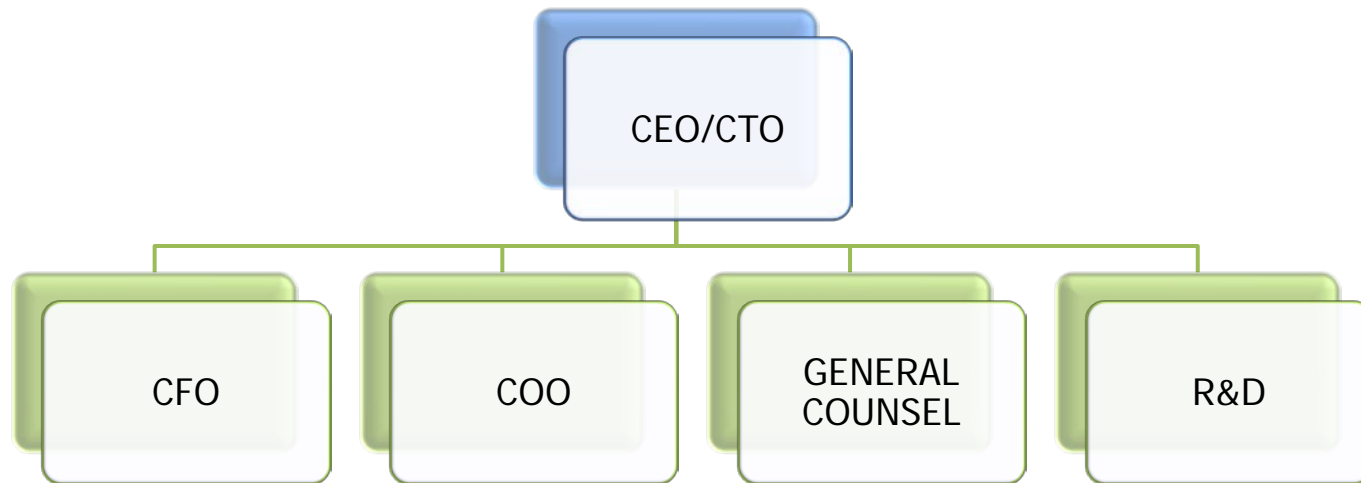 CEO/CTO
CFO
COO
GENERAL
COUNSEL
R&D